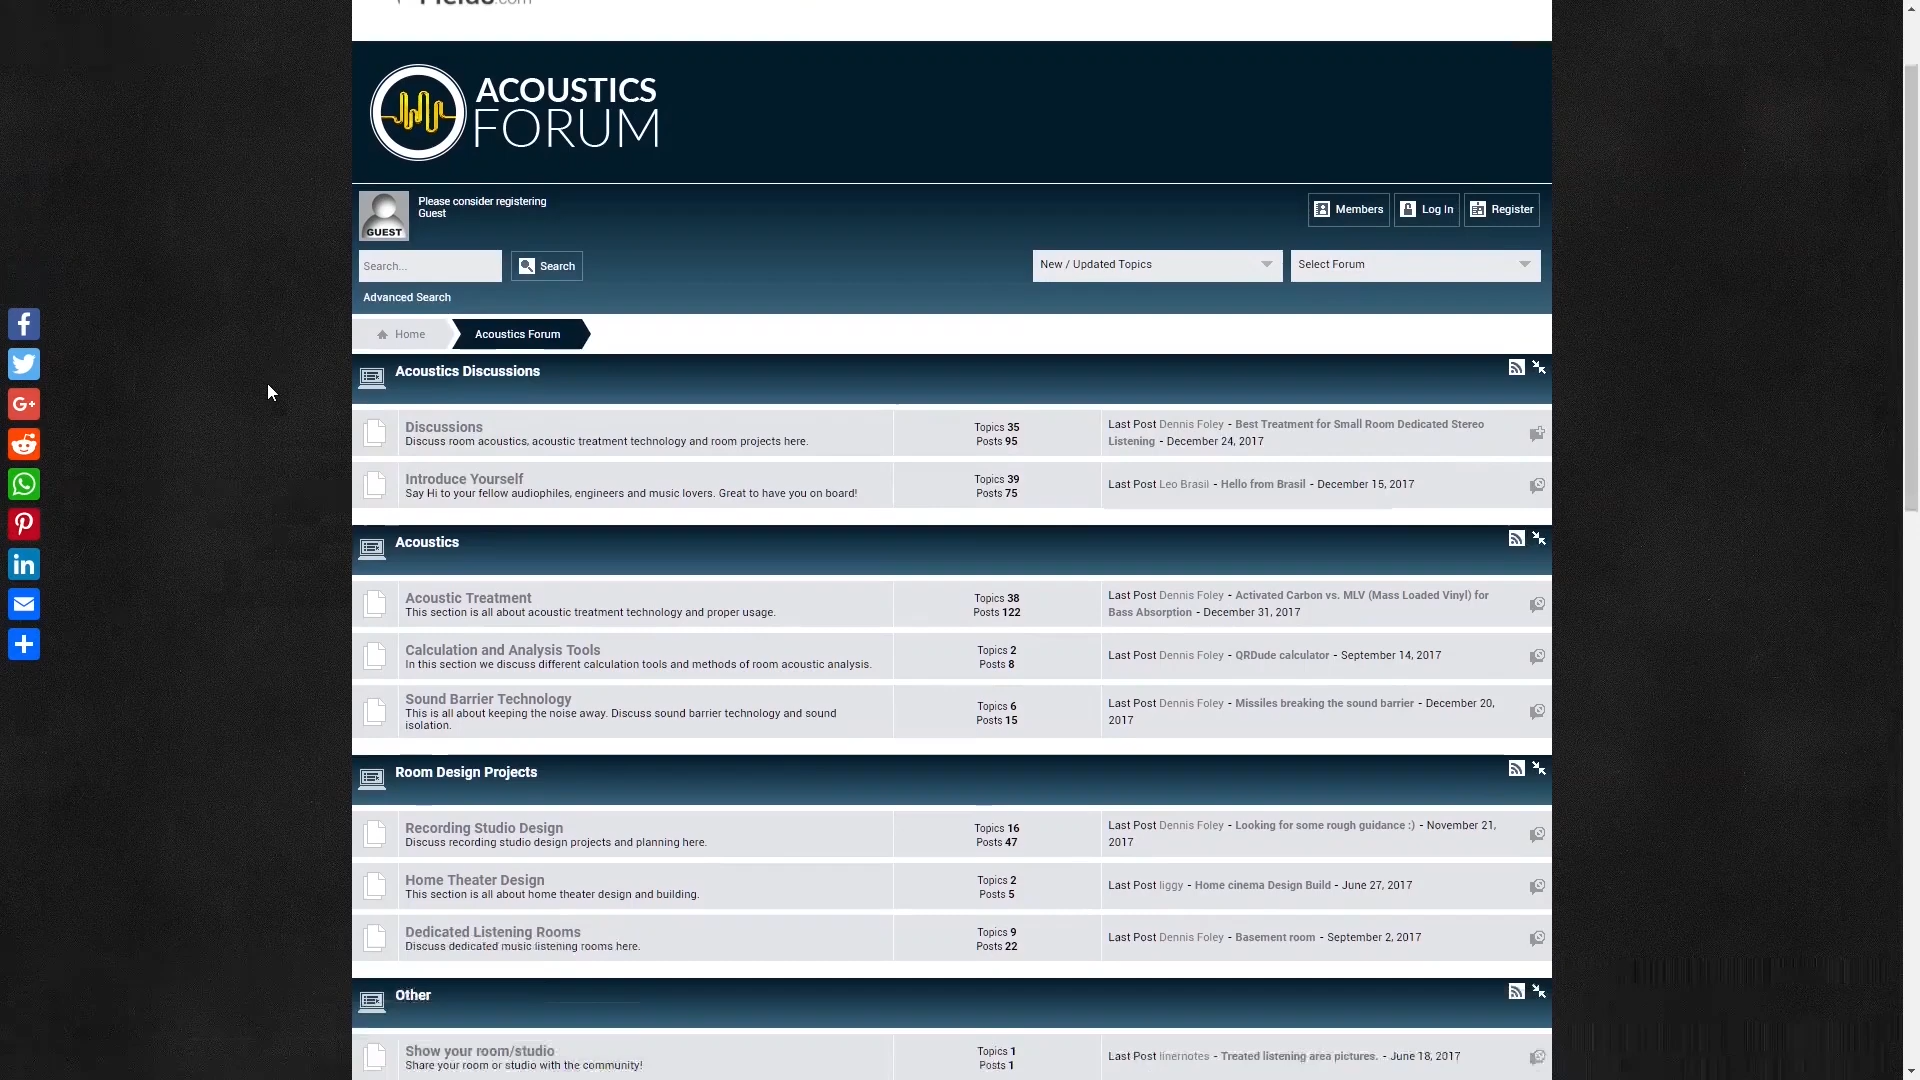 Fields.com
ACOUSTICS
FORUM
GUEST
Please consider registering
Guest
Members
Log In
Register
Search...
Search
New / Updated Topics
Select Forum
Advanced Search
Home
Acoustics Forum
Acoustics Discussions
Discussions
Discuss room acoustics, acoustic treatment technology and room projects here.
Topics 35
Posts 95
Last Post Dennis Foley - Best Treatment for Small Room Dedicated Stereo
Listening - December 24, 2017
Introduce Yourself
Say Hi to your fellow audiophiles, engineers and music lovers. Great to have you on board!
Topics 39
Posts 75
Last Post Leo Brasil - Hello from Brasil - December 15, 2017
Acoustics
Acoustic Treatment
This section is all about acoustic treatment technology and proper usage.
Topics 38
Posts 122
Last Post Dennis Foley - Activated Carbon vs. MLV (Mass Loaded Vinyl) for
Bass Absorption - December 31, 2017
Calculation and Analysis Tools
In this section we discuss different calculation tools and methods of room acoustic analysis.
Topics 2
Posts 8
Last Post Dennis Foley - QRDude calculator - September 14, 2017
Sound Barrier Technology
This is all about keeping the noise away. Discuss sound barrier technology and sound
isolation.
Topics 6
Posts 15
Last Post Dennis Foley - Missiles breaking the sound barrier - December 20,
2017
Room Design Projects
Recording Studio Design
Discuss recording studio design projects and planning here.
Topics 16
Posts 47
Last Post Dennis Foley - Looking for some rough guidance :) - November 21,
2017
Home Theater Design
This section is all about home theater design and building.
Topics 2
Posts 5
Last Post liggy - Home cinema Design Build - June 27, 2017
Dedicated Listening Rooms
Discuss dedicated music listening rooms here.
Topics 9
Posts 22
Last Post Dennis Foley - Basement room - September 2, 2017
Other
Show your room/studio
Share your room or studio with the community!
Topics 1
Posts 1
Last Post linernotes - Treated listening area pictures. - June 18, 2017